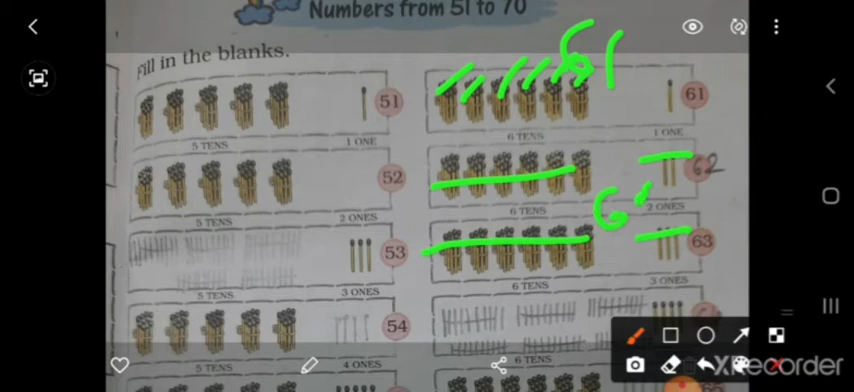 Numbers from 51 to 70
Fill in the blanks.
51
5 TENS 1 ONE
61
6 TENS 1 ONE
61
52
5 TENS 2 ONES
62
6 TENS 2 ONES
53
5 TENS 3 ONES
63
6 TENS 3 ONES
54
5 TENS 4 ONES
6 TENS
XRecorder